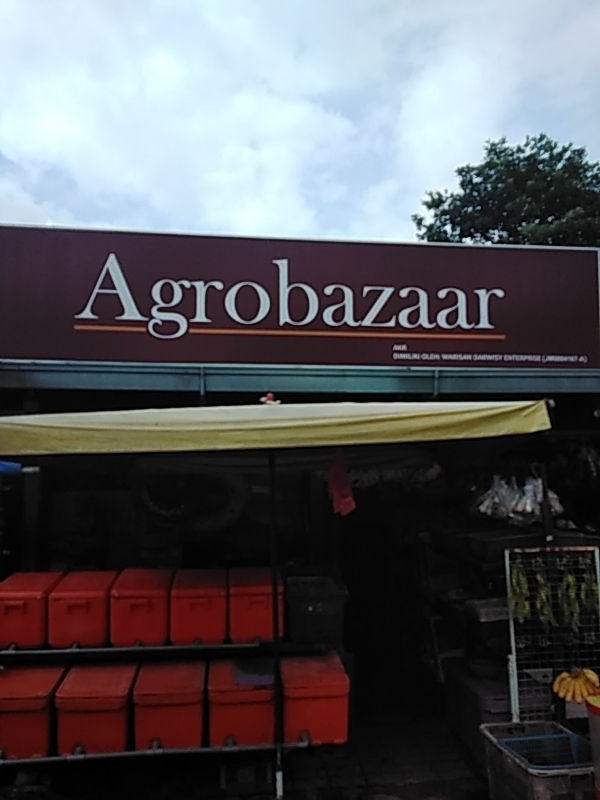 Agrobazaar
AKR
DIMILIKI OLEH: WARISAN DARWISY ENTERPRISE